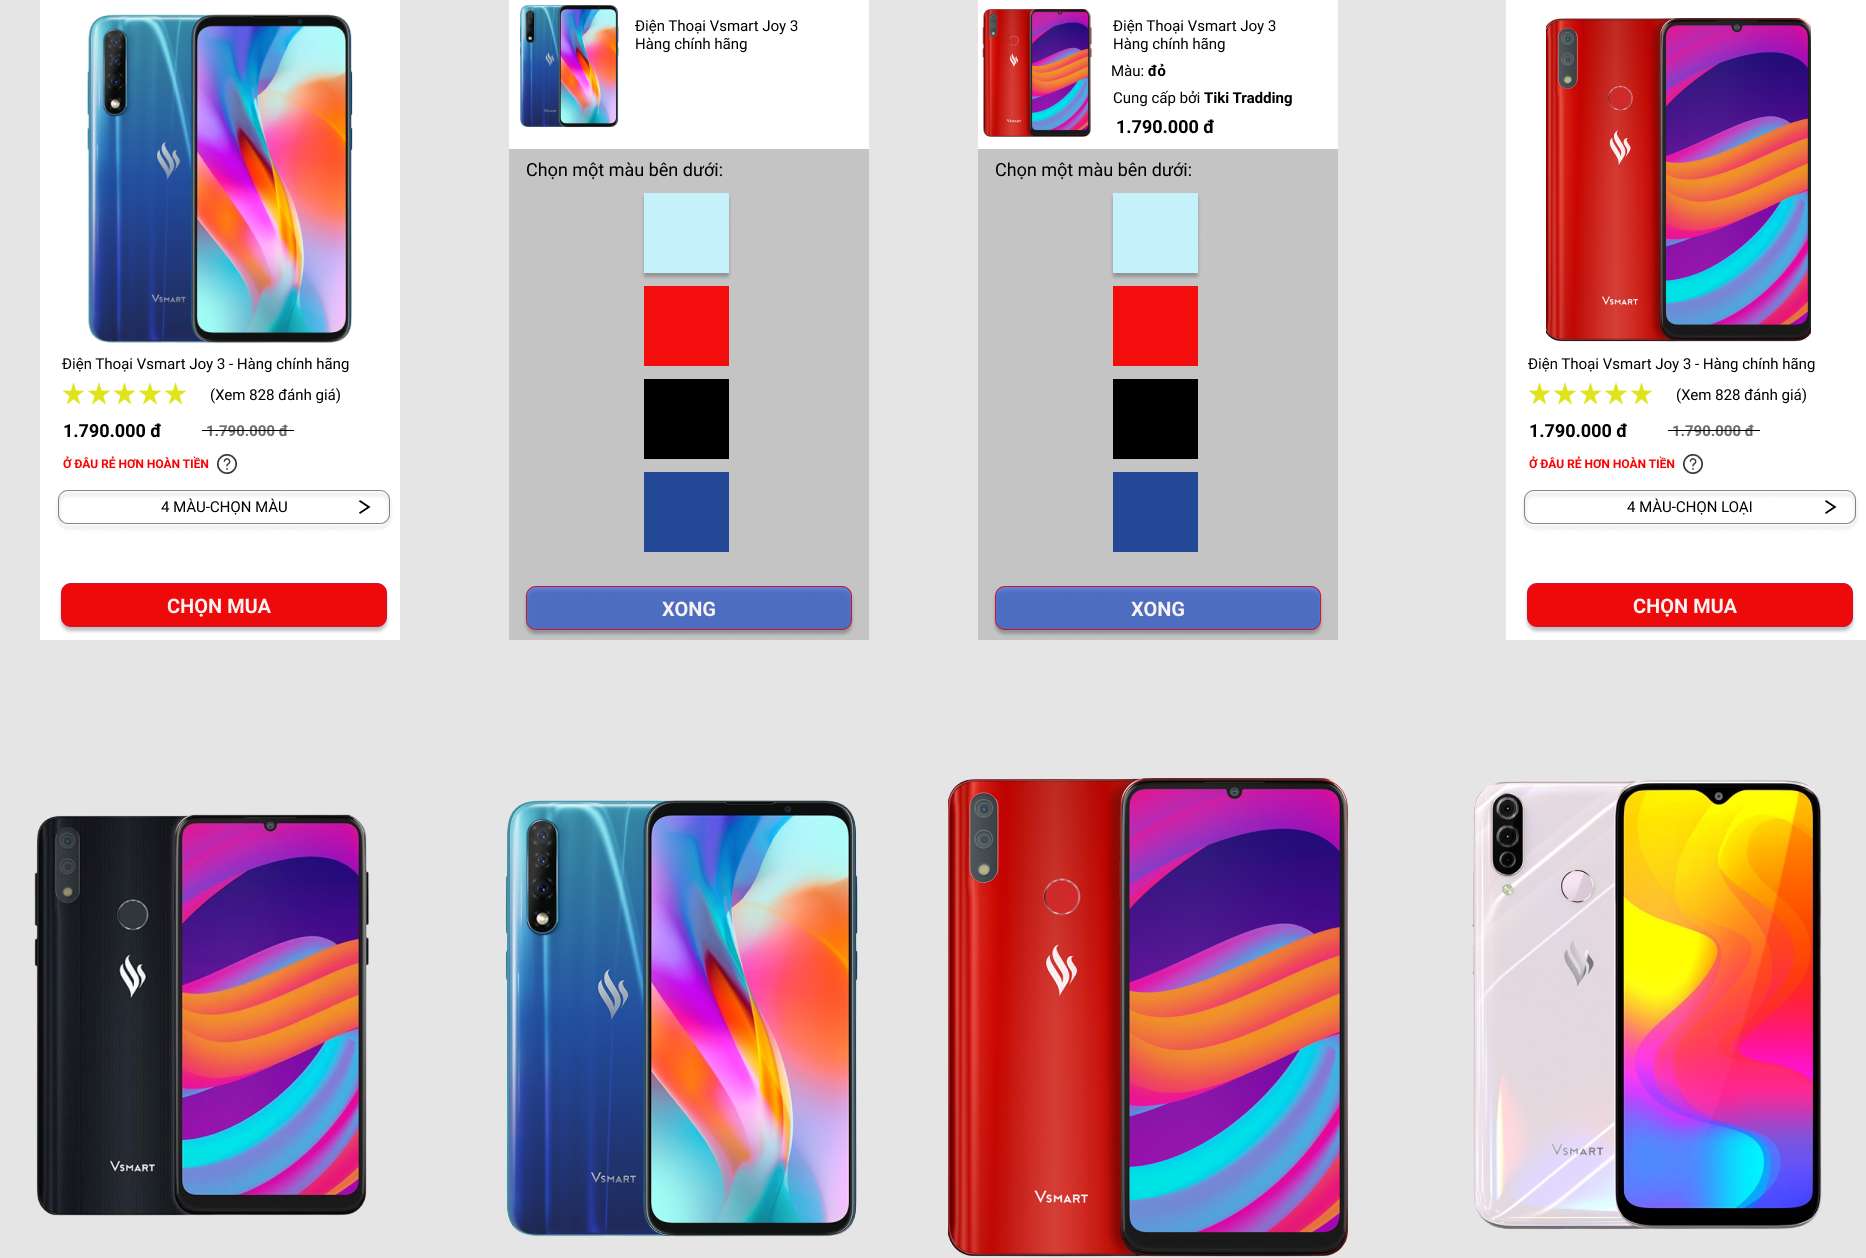 VSMART
Điện Thoại Vsmart Joy 3 - Hàng chính hãng
(Xem 828 đánh giá)
1.790.000 đ
1.790.000 đ
Ở ĐÂU RẺ HƠN HOÀN TIỀN ?
4 MÀU-CHỌN MÀU
CHỌN MUA
Điện Thoại Vsmart Joy 3
Hàng chính hãng
VSMART
Chọn một màu bên dưới:
XONG
Điện Thoại Vsmart Joy 3
Hàng chính hãng
Màu: đỏ
Cung cấp bởi Tiki Tradding
1.790.000 đ
VSMART
Chọn một màu bên dưới:
XONG
VSMART
Điện Thoại Vsmart Joy 3 - Hàng chính hãng
(Xem 828 đánh giá)
1.790.000 đ
1.790.000 đ
Ở ĐÂU RẺ HƠN HOÀN TIỀN ?
4 MÀU-CHỌN LOẠI
CHỌN MUA
VSMART
VSMART
VSMART
VSMART